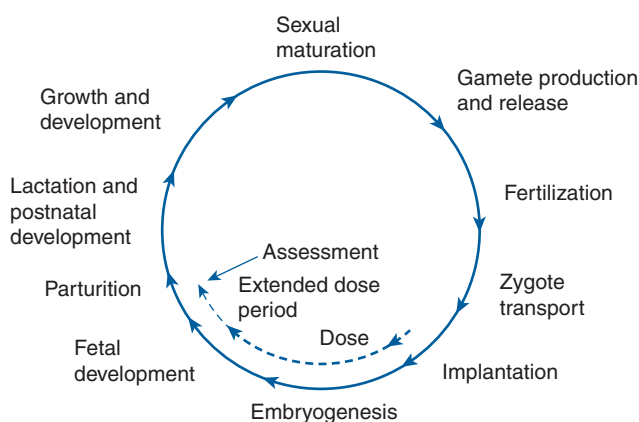 Sexual
maturation
Gamete production
and release
Fertilization
Zygote
transport
Implantation
Embryogenesis
Fetal
development
Parturition
Lactation and
postnatal
development
Growth and
development
Assessment
Extended dose
period
Dose